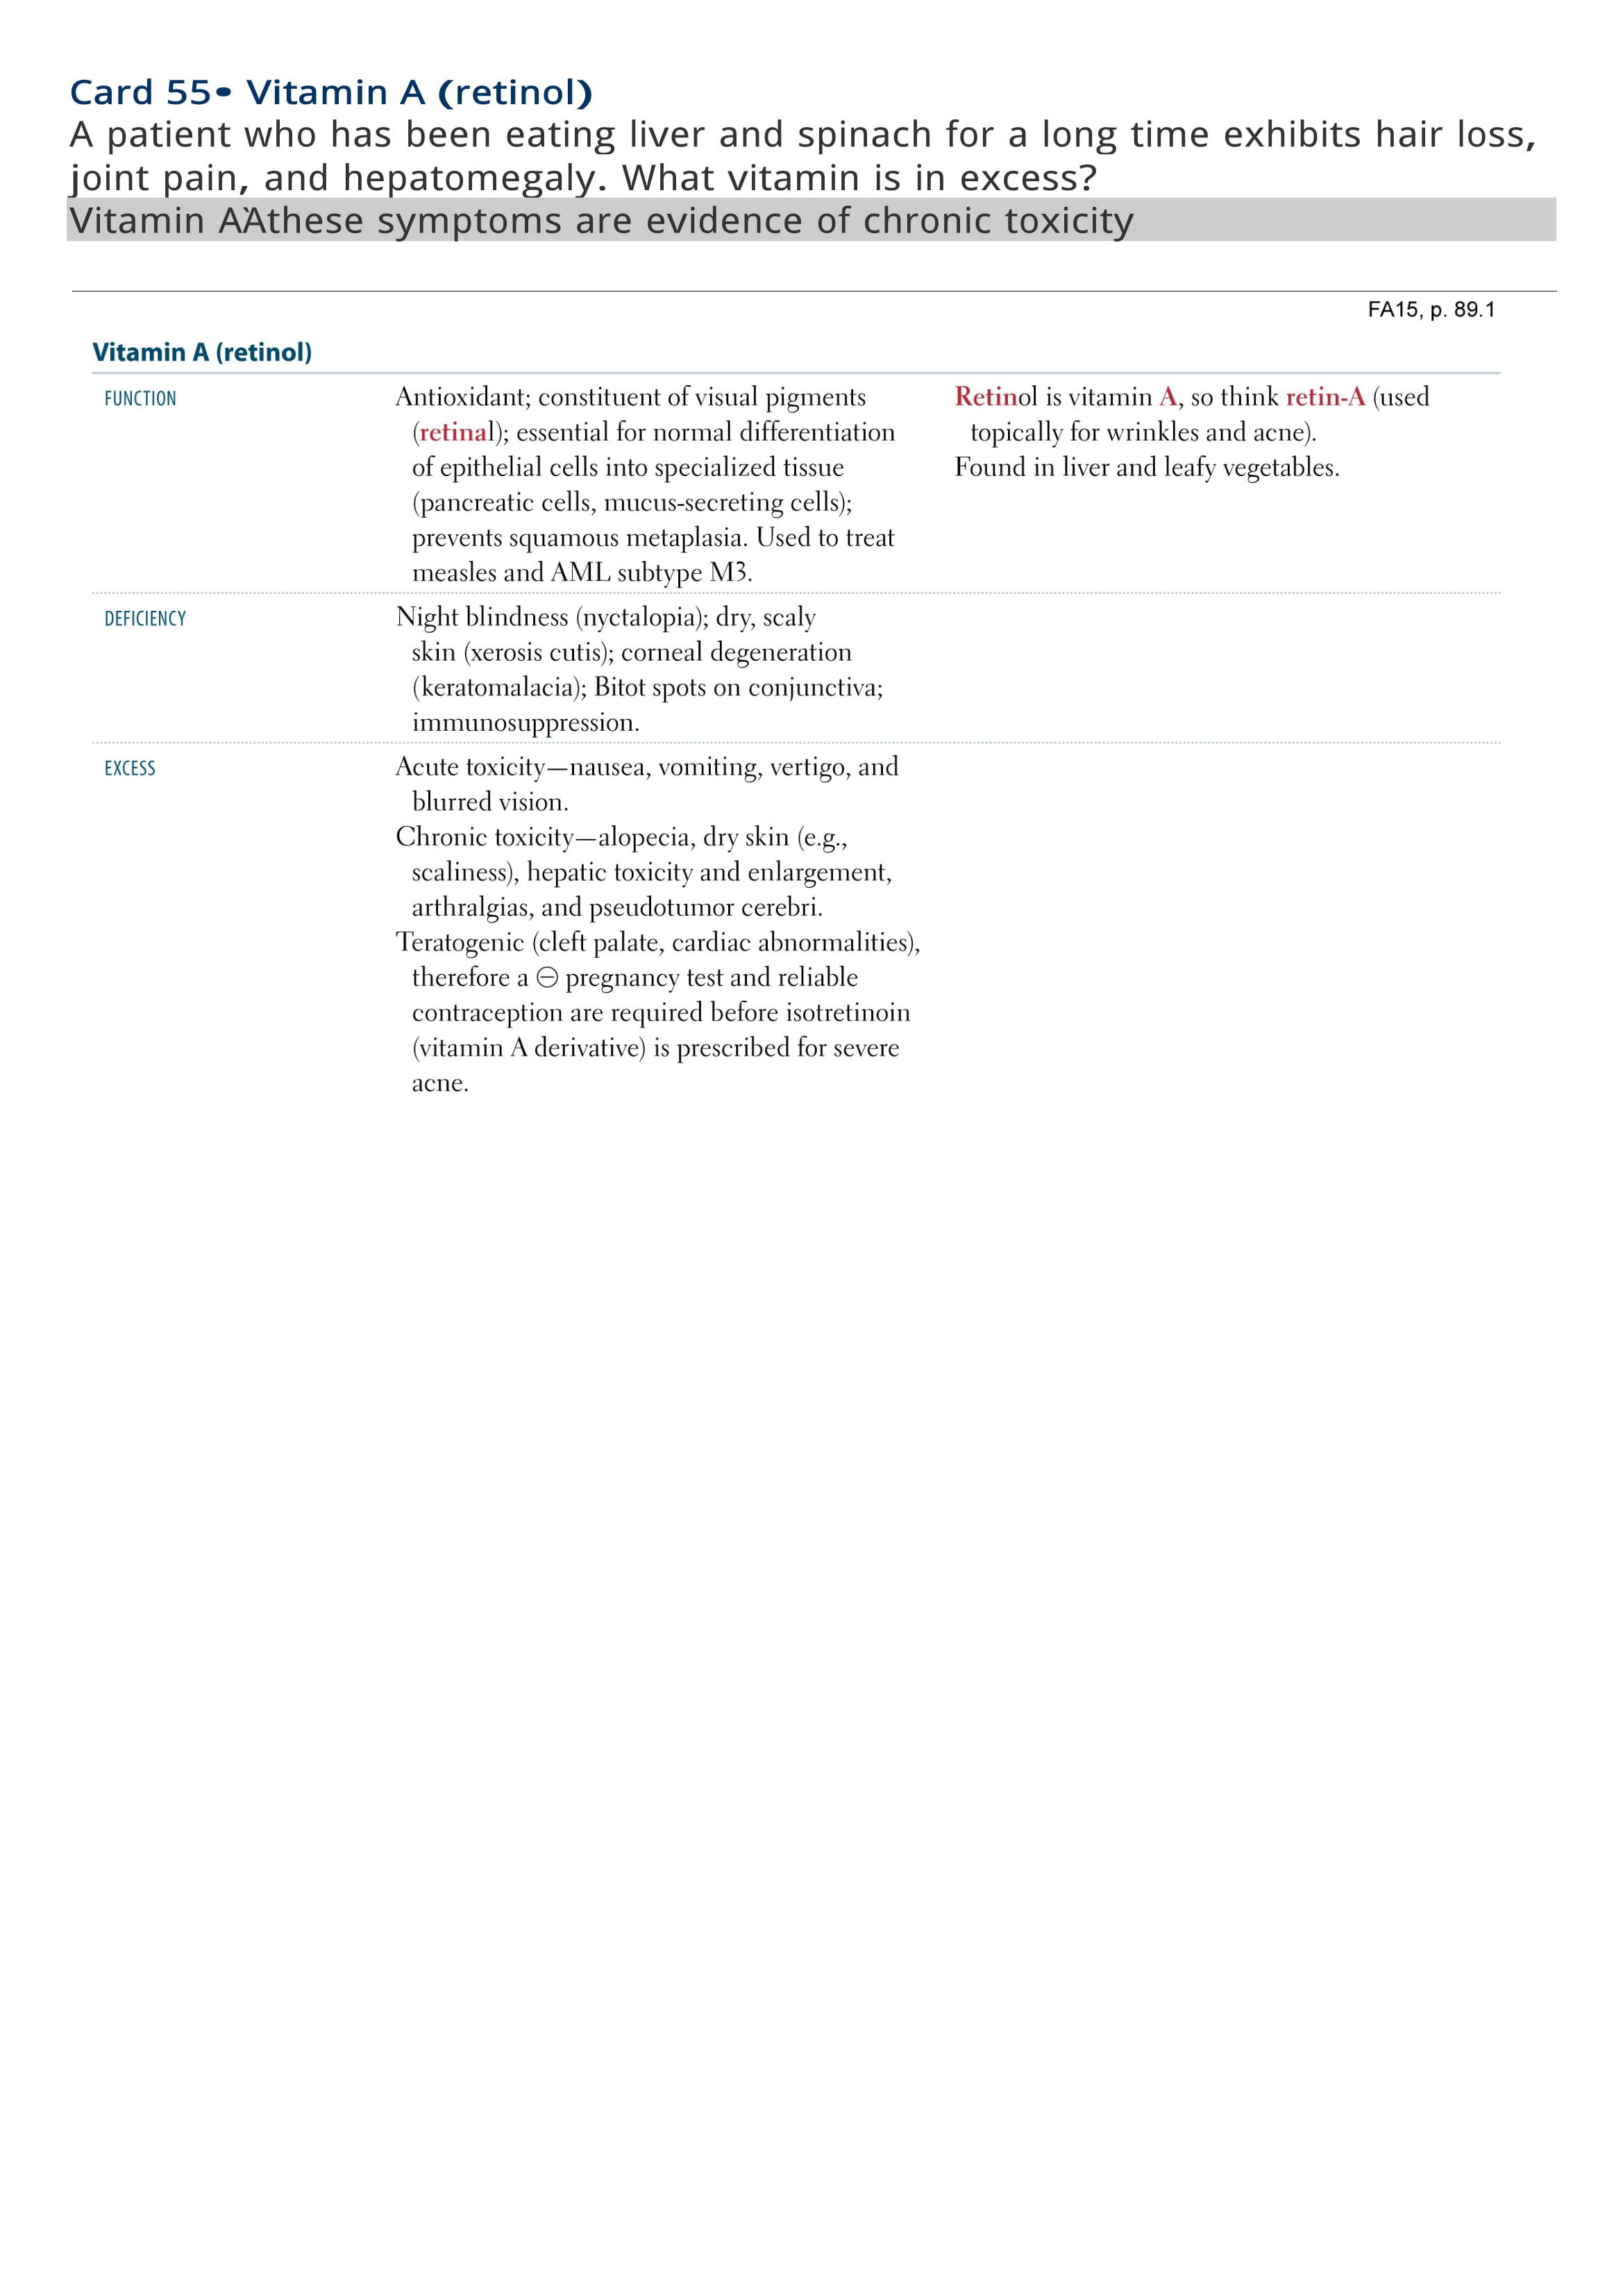 Card 55• Vitamin A (retinol)
A patient who has been eating liver and spinach for a long time exhibits hair loss,
joint pain, and hepatomegaly. What vitamin is in excess?
Vitamin AÀthese symptoms are evidence of chronic toxicity
FA15, p. 89.1
Vitamin A (retinol)
FUNCTION
Antioxidant; constituent of visual pigments
(retinal); essential for normal differentiation
of epithelial cells into specialized tissue
(pancreatic cells, mucus-secreting cells);
prevents squamous metaplasia. Used to treat
measles and AML subtype M3.
Retinol is vitamin A, so think retin-A (used
topically for wrinkles and acne).
Found in liver and leafy vegetables.
DEFICIENCY
Night blindness (nyctalopia); dry, scaly
skin (xerosis cutis); corneal degeneration
(keratomalacia); Bitot spots on conjunctiva;
immunosuppression.
EXCESS
Acute toxicity—nausea, vomiting, vertigo, and
blurred vision.
Chronic toxicity—alopecia, dry skin (e.g.,
scaliness), hepatic toxicity and enlargement,
arthralgias, and pseudotumor cerebri.
Teratogenic (cleft palate, cardiac abnormalities),
therefore a ⊖ pregnancy test and reliable
contraception are required before isotretinoin
(vitamin A derivative) is prescribed for severe
acne.